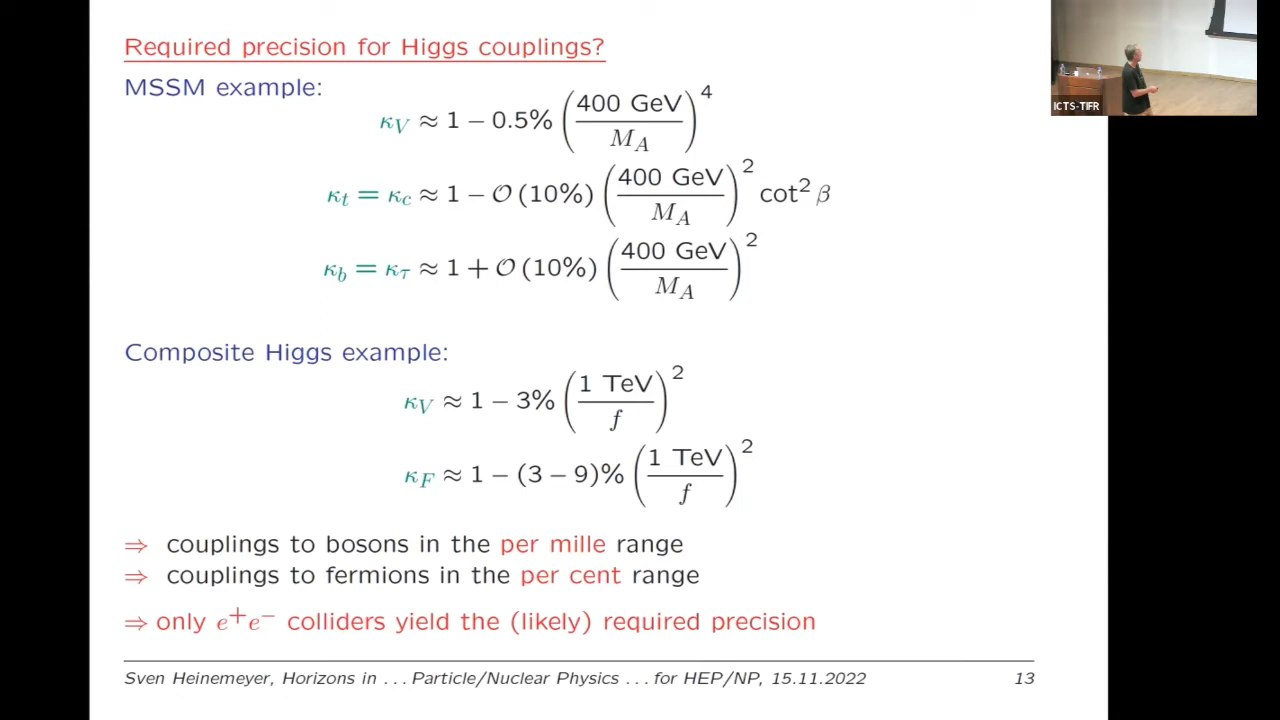 Required precision for Higgs couplings?
MSSM example:
κ_V ≈ 1 − 0.5% (400 GeV / M_A)^4
κ_t = κ_c ≈ 1 − 𝒪(10%) (400 GeV / M_A)^2 cot^2 β
κ_b = κ_τ ≈ 1 + 𝒪(10%) (400 GeV / M_A)^2
Composite Higgs example:
κ_V ≈ 1 − 3% (1 TeV / f)^2
κ_F ≈ 1 − (3 − 9)% (1 TeV / f)^2
⇒ couplings to bosons in the per mille range
⇒ couplings to fermions in the per cent range
⇒ only e^+e^− colliders yield the (likely) required precision
Sven Heinemeyer, Horizons in . . . Particle/Nuclear Physics . . . for HEP/NP, 15.11.2022 13
ICTS-TIFR